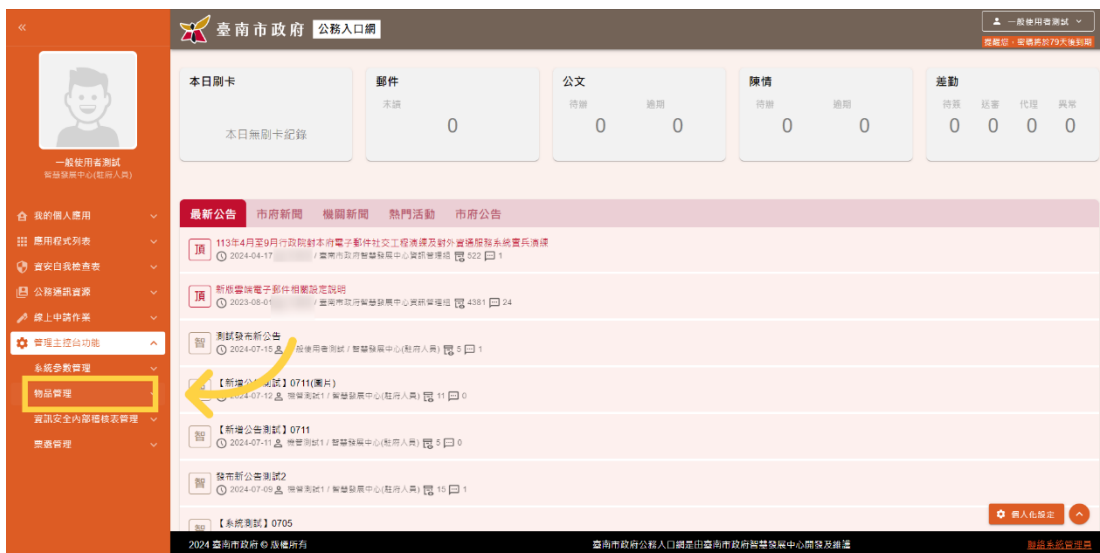 «
臺南市政府 公務入口網
一般使用者測試
提醒您，密碼將於79天後到期
一般使用者測試
智慧發展中心(駐府人員)
我的個人應用
應用程式列表
資安自我檢查表
公務通訊資源
線上申請作業
管理主控台功能
系統參數管理
物品管理
資訊安全內部稽核表管理
票選管理
本日刷卡
本日無刷卡紀錄
郵件
未讀
0
公文
待辦 逾期
0 0
陳情
待辦 逾期
0 0
差勤
待簽 送審 代理 異常
0 0 0 0
最新公告 市府新聞 機關新聞 熱門活動 市府公告
頂 113年4月至9月行政院對本府電子郵件社交工程演練及對外資通服務系統實兵演練
2024-04-17 / 臺南市政府智慧發展中心資訊管理組 522 1
頂 新版雲端電子郵件相關設定說明
2023-08-01 / 臺南市政府智慧發展中心資訊管理組 4381 24
智 測試發布新公告
2024-07-15 般使用者測試 / 智慧發展中心(駐府人員) 5 1
【新增公 測試】0711(圖片)
2024-07-12 機管測試1 / 智慧發展中心(駐府人員) 11 0
智 【新增公告測試】0711
2024-07-11 機管測試1 / 智慧發展中心(駐府人員) 5 0
智 發布新公告測試2
2024-07-09 機管測試1 / 智慧發展中心(駐府人員) 15 1
智 【系統測試】0705
個人化設定
2024 臺南市政府 © 版權所有
臺南市政府公務入口網是由臺南市政府智慧發展中心開發及維護
聯絡系統管理員